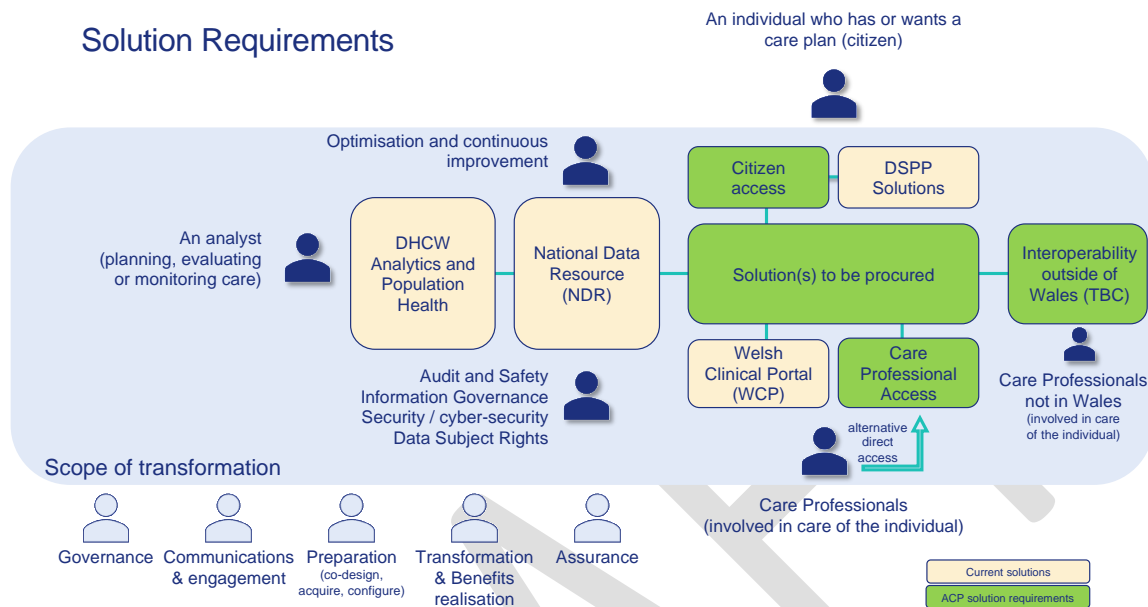 Solution Requirements
An individual who has or wants a
care plan (citizen)
Optimisation and continuous
improvement
Citizen
access
DSPP
Solutions
An analyst
(planning, evaluating
or monitoring care)
DHCW
Analytics and
Population
Health
National Data
Resource
(NDR)
Solution(s) to be procured
Interoperability
outside of
Wales (TBC)
Welsh
Clinical Portal
(WCP)
Care
Professional
Access
Audit and Safety
Information Governance
Security / cyber-security
Data Subject Rights
Care Professionals
not in Wales
(involved in care
of the individual)
alternative
direct
access
Scope of transformation
Care Professionals
(involved in care of the individual)
Governance
Communications
& engagement
Preparation
(co-design,
acquire, configure)
Transformation
& Benefits
realisation
Assurance
Current solutions
ACP solution requirements